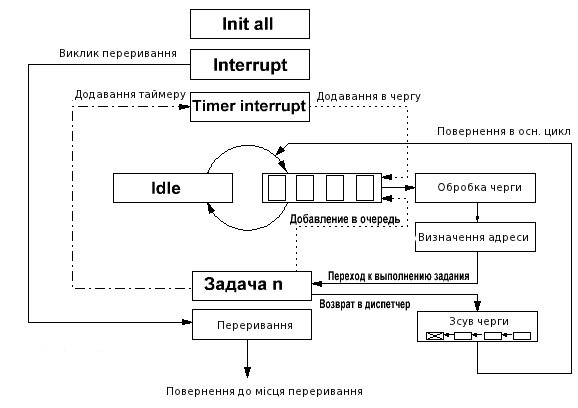 Init all
Виклик переривання
Interrupt
Додавання таймеру
Timer interrupt
Додавання в чергу
Повернення в осн. цикл
Idle
Обробка черги
Добавление в очередь
Визначення адреси
Задача n
Переход к выполнению задания
Возврат в диспетчер
Переривання
Зсув черги
Повернення до місця переривання